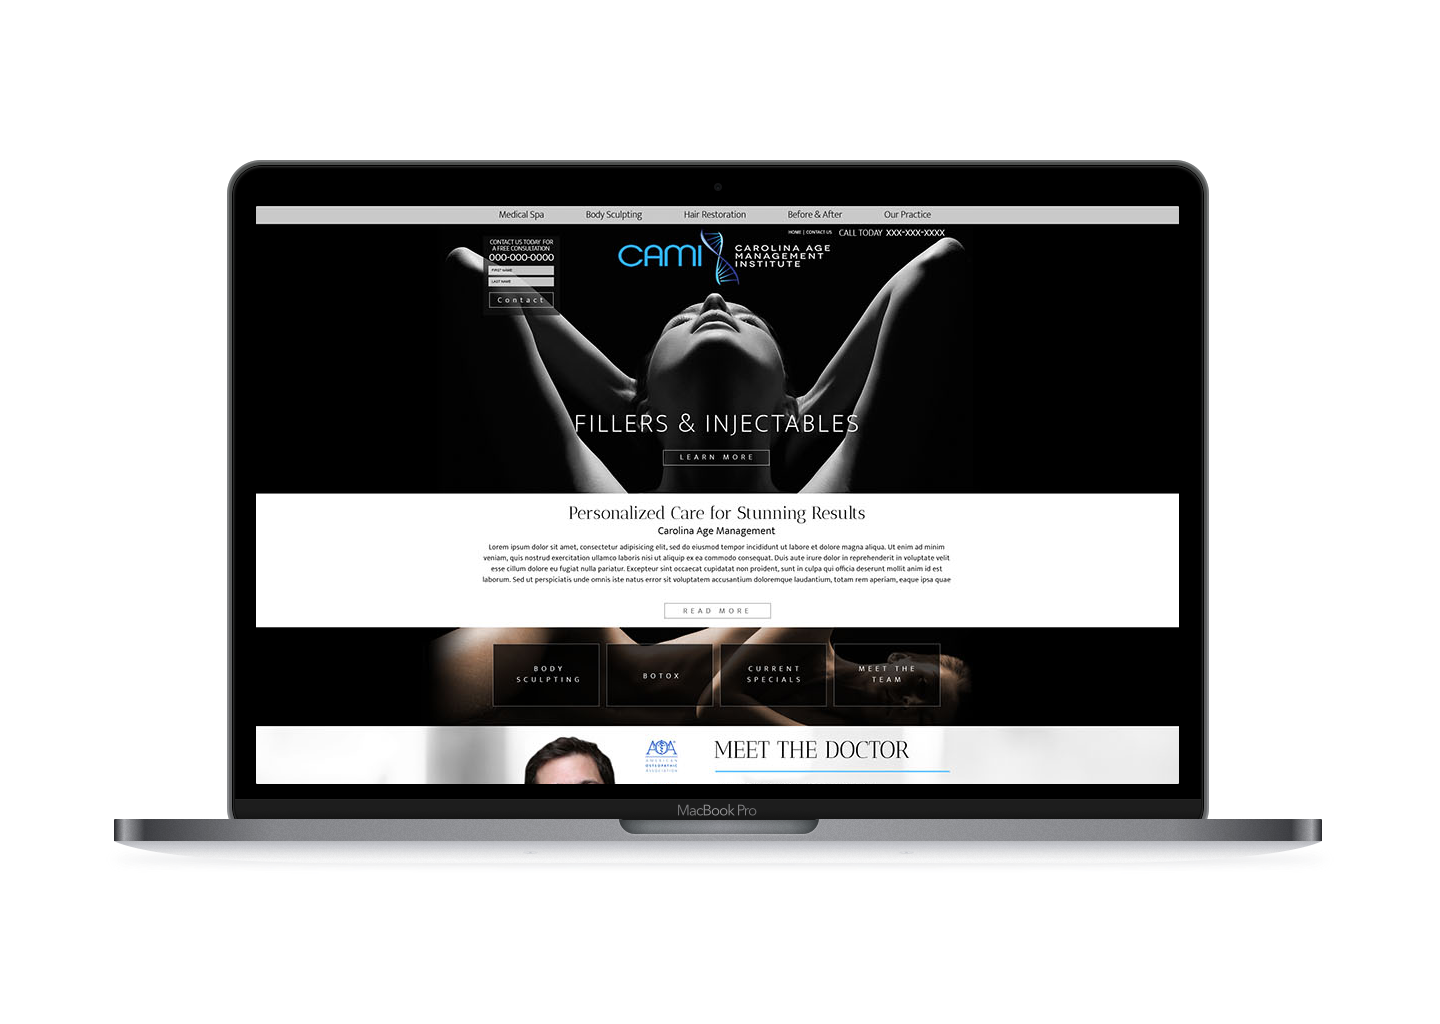 Medical Spa Body Sculpting Hair Restoration Before & After Our Practice
HOME | CONTACT US CALL TODAY XXX-XXX-XXXX
CONTACT US TODAY FOR
A FREE CONSULTATION
000-000-0000
FIRST NAME
LAST NAME
Contact
CAMI
CAROLINA AGE
MANAGEMENT
INSTITUTE
FILLERS & INJECTABLES
LEARN MORE
Personalized Care for Stunning Results
Carolina Age Management
Lorem ipsum dolor sit amet, consectetur adipisicing elit, sed do eiusmod tempor incididunt ut labore et dolore magna aliqua. Ut enim ad minim
veniam, quis nostrud exercitation ullamco laboris nisi ut aliquip ex ea commodo consequat. Duis aute irure dolor in reprehenderit in voluptate velit
esse cillum dolore eu fugiat nulla pariatur. Excepteur sint occaecat cupidatat non proident, sunt in culpa qui officia deserunt mollit anim id est
laborum. Sed ut perspiciatis unde omnis iste natus error sit voluptatem accusantium doloremque laudantium, totam rem aperiam, eaque ipsa quae
READ MORE
BODY
SCULPTING
BOTOX
CURRENT
SPECIALS
MEET THE
TEAM
AOA
AMERICAN
OSTEOPATHIC
ASSOCIATION
MEET THE DOCTOR
MacBook Pro